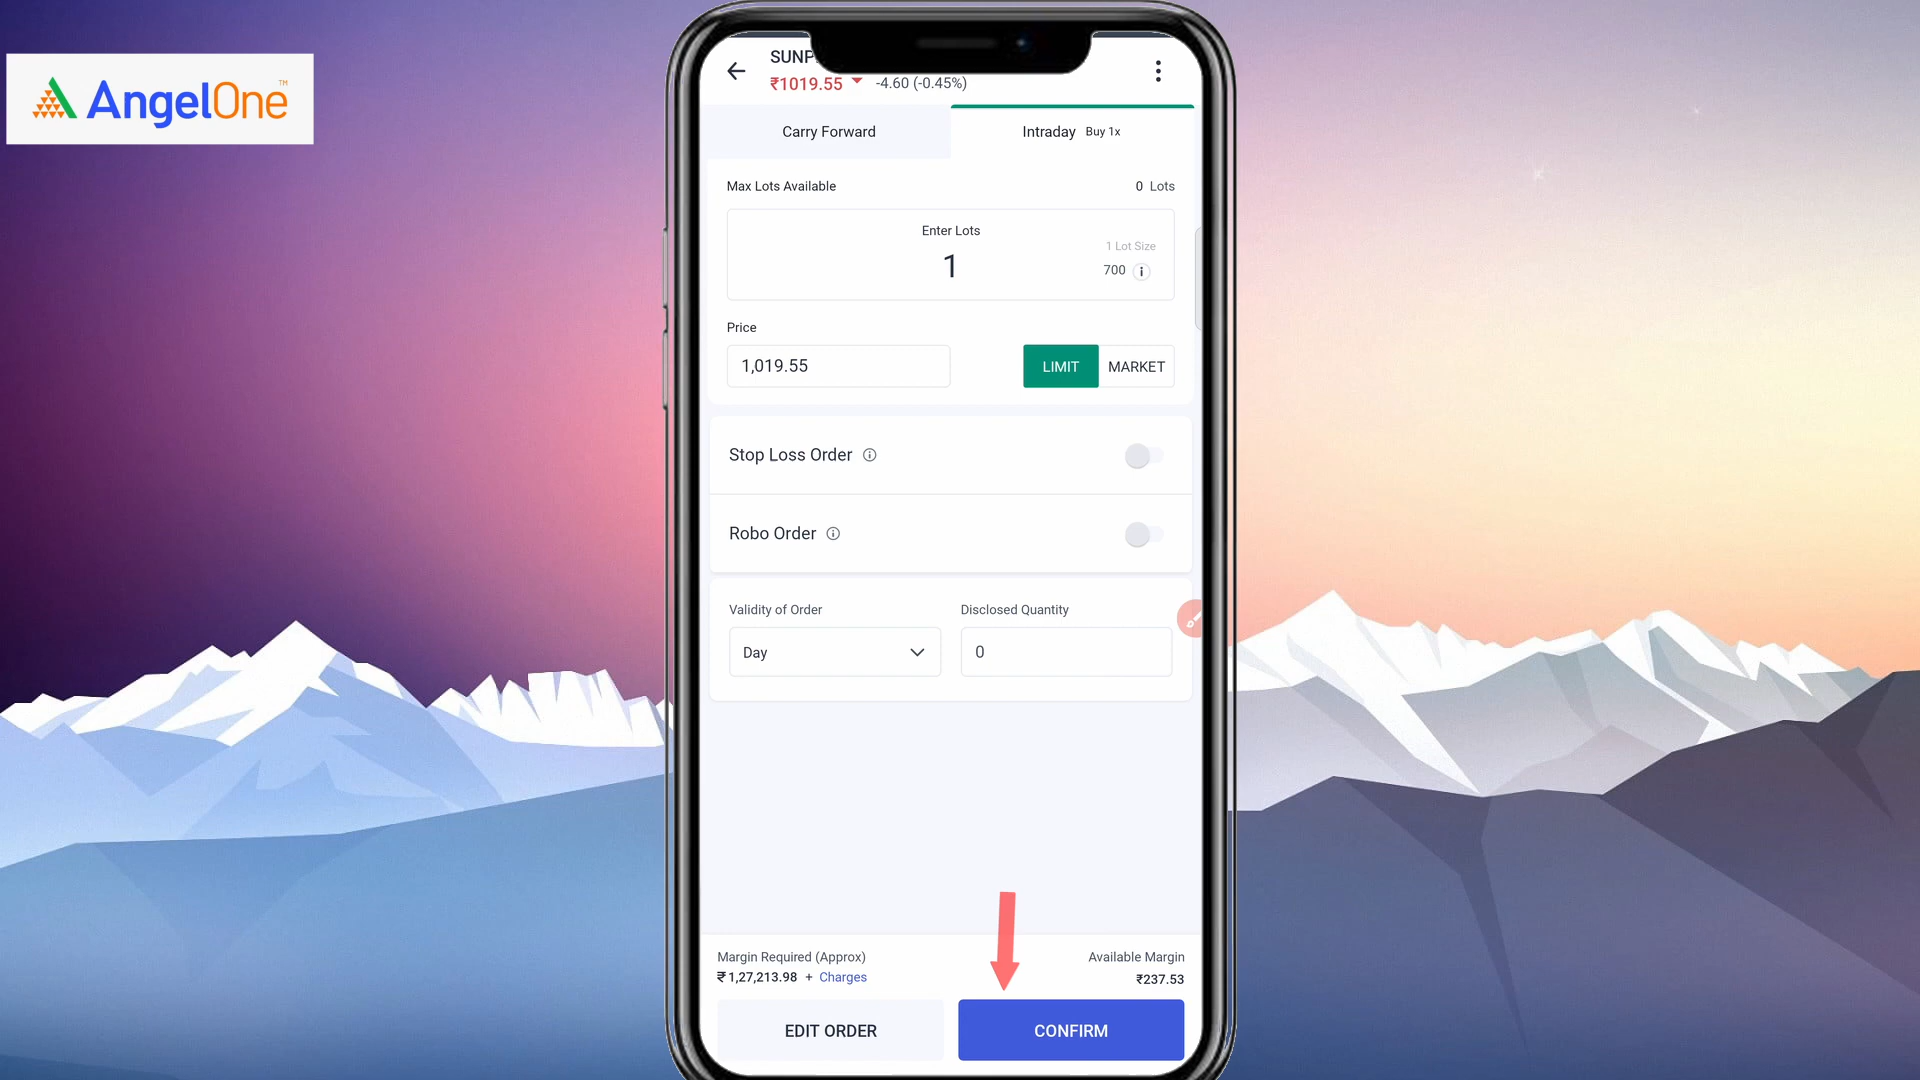 AngelOne™
₹1019.55 -4.60 (-0.45%)
Carry Forward
Intraday Buy 1x
Max Lots Available
0 Lots
Enter Lots
1 Lot Size
1
700
Price
1,019.55
LIMIT
MARKET
Stop Loss Order
Robo Order
Validity of Order
Disclosed Quantity
Day
0
Margin Required (Approx)
Available Margin
₹1,27,213.98 + Charges
₹237.53
EDIT ORDER
CONFIRM